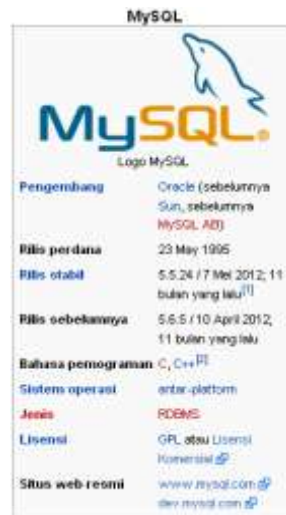 MySQL
MySQL®
Logo MySQL
Pengembang Oracle (sebelumnya
Sun, sebelumnya
MySQL AB)
Rilis perdana 23 May 1995
Rilis stabil 5.5.24 / 7 Mei 2012; 11
bulan yang lalu[1]
Rilis sebelumnya 5.6.5 / 10 April 2012;
11 bulan yang lalu
Bahasa pemograman C, C++[2]
Sistem operasi antar-platform
Jenis RDBMS
Lisensi GPL atau Lisensi
Komersial
Situs web resmi www.mysql.com
dev.mysql.com